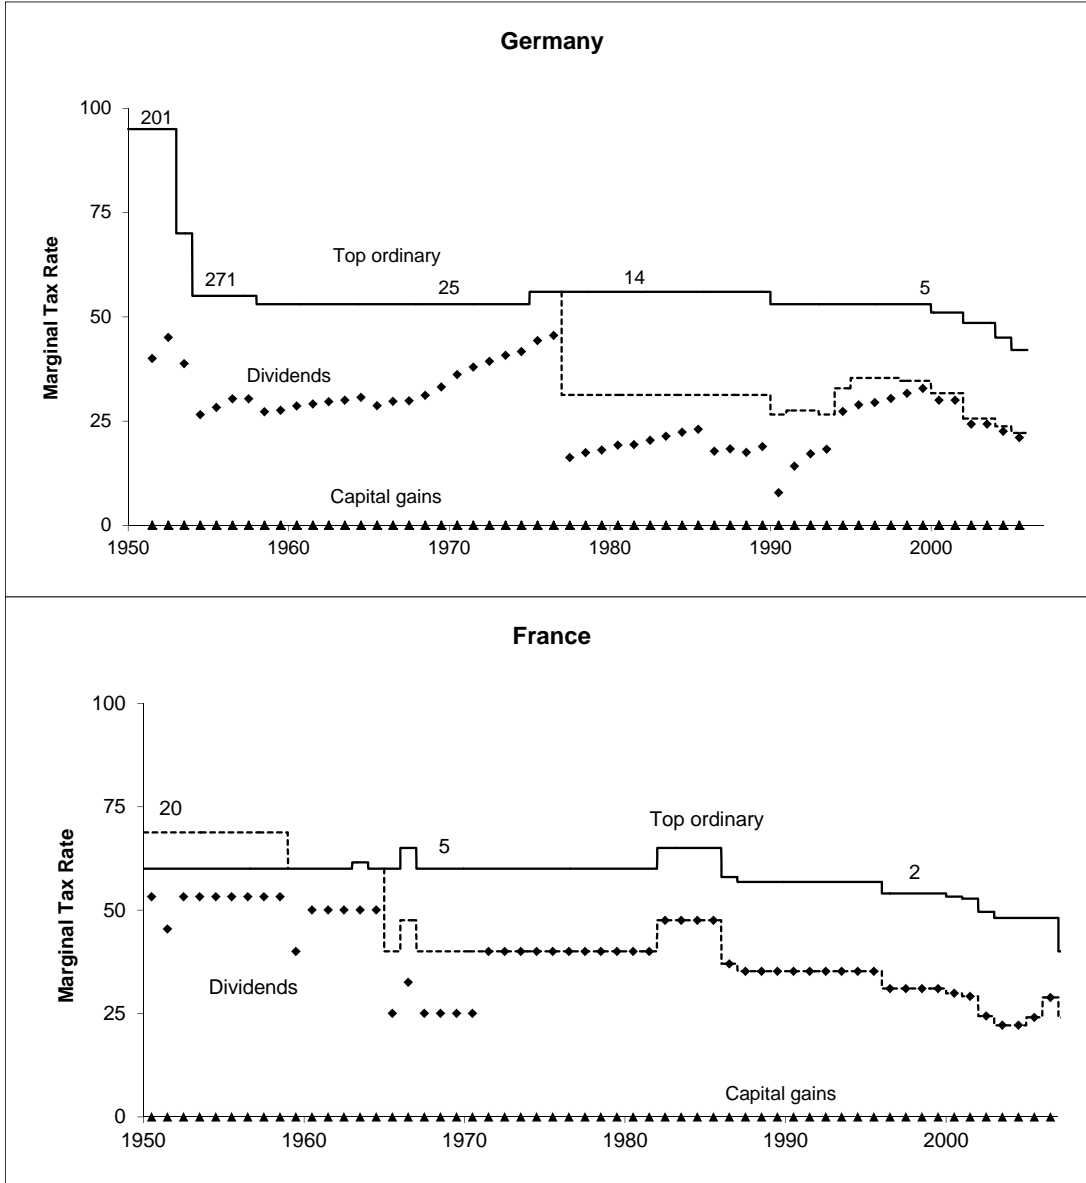 Germany
Marginal Tax Rate
100
75
50
25
0
201
271
Top ordinary
25
14
5
Dividends
Capital gains
1950 1960 1970 1980 1990 2000
France
Marginal Tax Rate
100
75
50
25
0
20
5
Top ordinary
2
Dividends
Capital gains
1950 1960 1970 1980 1990 2000